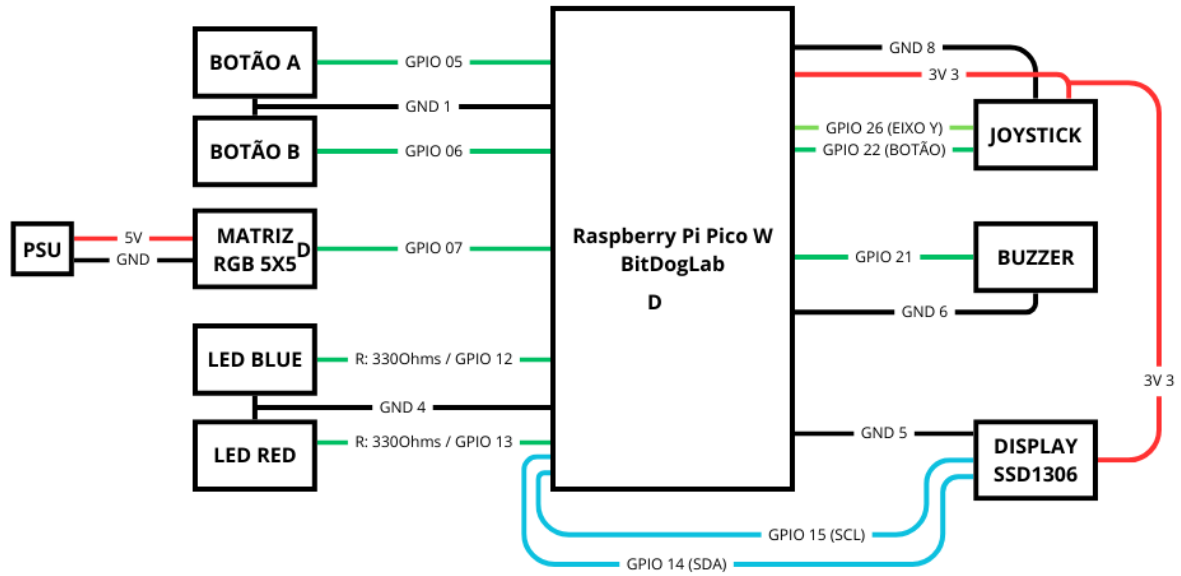 BOTÃO A
GPIO 05
GND 1
BOTÃO B
GPIO 06
PSU
5V
GND
MATRIZ
RGB 5X5
D
GPIO 07
LED BLUE
R: 330Ohms / GPIO 12
GND 4
LED RED
R: 330Ohms / GPIO 13
Raspberry Pi Pico W
BitDogLab
D
GND 8
3V 3
GPIO 26 (EIXO Y)
GPIO 22 (BOTÃO)
JOYSTICK
GPIO 21
BUZZER
GND 6
3V 3
GND 5
DISPLAY
SSD1306
GPIO 15 (SCL)
GPIO 14 (SDA)